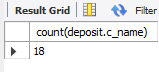 Result Grid Filter
count(deposit.c_name)
18